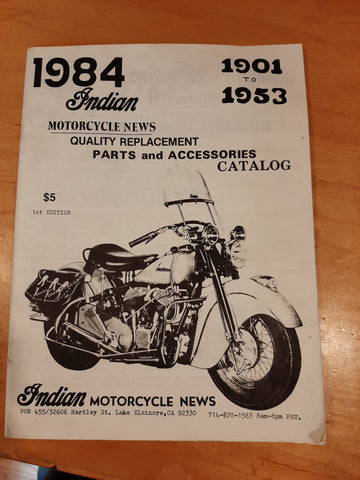 1984
Indian
1901
TO
1953
MOTORCYCLE NEWS
QUALITY REPLACEMENT
PARTS and ACCESSORIES
CATALOG
$5
1st EDITION
Indian MOTORCYCLE NEWS
POB 455/32606 Hartley St. Lake Elsinore,CA 92330 714-678-1583 8am-8pm PST.